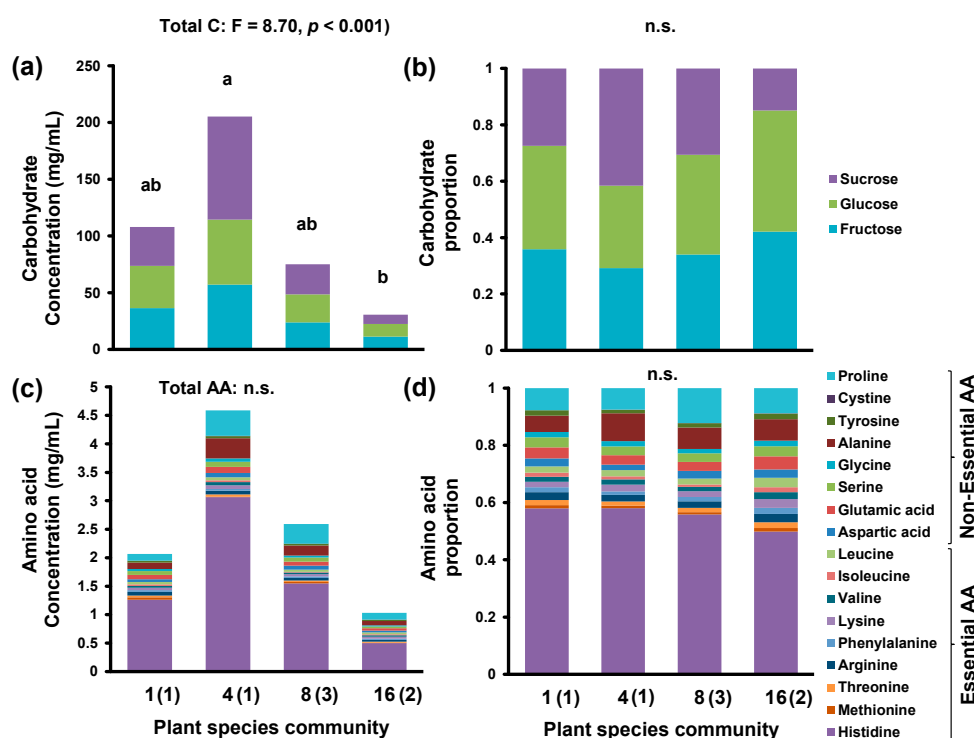 Total C: F = 8.70, p < 0.001)
n.s.
(a)
250
200
150
100
50
0
Carbohydrate
Concentration (mg/mL)
ab
a
ab
b
(b)
1
0.8
0.6
0.4
0.2
0
Carbohydrate
proportion
Sucrose
Glucose
Fructose
(c)
Total AA: n.s.
5
4.5
4
3.5
3
2.5
2
1.5
1
0.5
0
Amino acid
Concentration (mg/mL)
1 (1)
4 (1)
8 (3)
16 (2)
Plant species community
(d)
n.s.
1
0.8
0.6
0.4
0.2
0
Amino acid
proportion
1 (1)
4 (1)
8 (3)
16 (2)
Plant species community
Proline
Cystine
Tyrosine
Alanine
Glycine
Serine
Glutamic acid
Aspartic acid
Leucine
Isoleucine
Valine
Lysine
Phenylalanine
Arginine
Threonine
Methionine
Histidine
Non-Essential AA
Essential AA